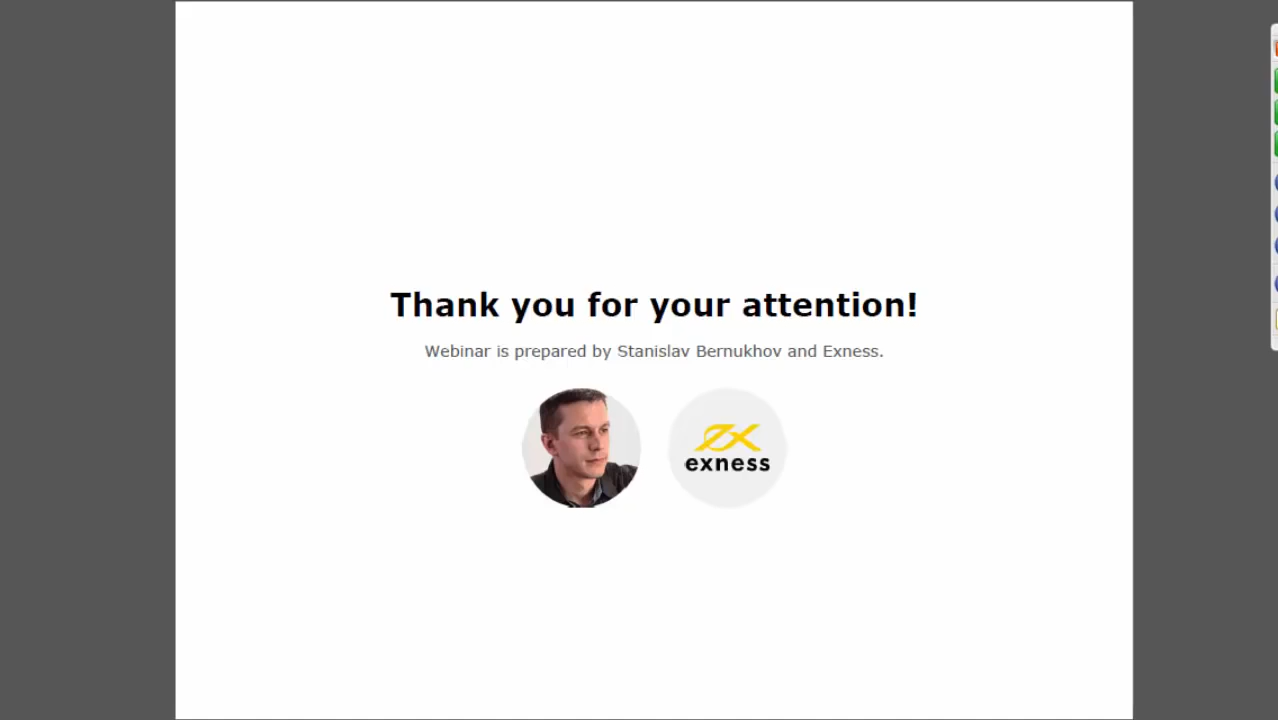 Thank you for your attention!
Webinar is prepared by Stanislav Bernukhov and Exness.
exness